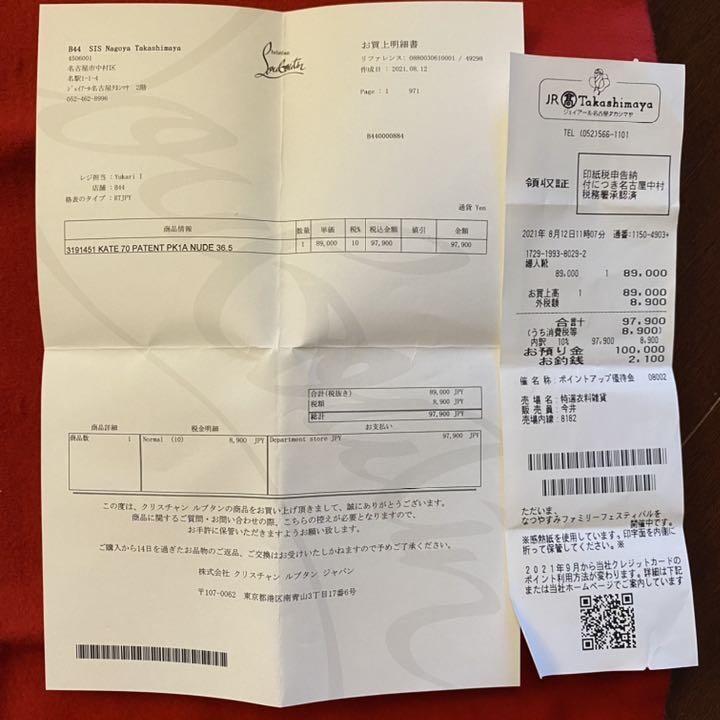 B44 SIS Nagoya Takashimaya
4506001
名古屋市中村区
名駅1-1-4
ジェイアール名古屋タカシマヤ 2階
052-462-8996
Christian Louboutin
お買上明細書
リファレンス: 0880030610001 / 49298
作成日 : 2021.08.12
Page : 1 971
B440000884
レジ担当 : Yukari I
店舗 : B44
格表のタイプ : RTJPY
通貨 Yen
商品情報 数量 単価 税% 税込金額 値引 金額
3191451 KATE 70 PATENT PK1A NUDE 36.5 1 89,000 10 97,900 97,900
合計(税抜き) 89,000 JPY
税額 8,900 JPY
総計 97,900 JPY
商品詳細 税金明細 お支払い
商品数 1 Normal (10) 8,900 JPY Department store JPY 97,900 JPY
この度は、クリスチャン ルブタンの商品をお買い上げ頂きまして、誠にありがとうございます。
商品に関するご質問・お問い合わせの際、こちらの控えが必要となりますので、
お手許に保管いただきますようお願い致します。
ご購入から14日を過ぎたお品物のご返品、ご交換はお受けいたしかねますので予めご了承ください。
株式会社 クリスチャン ルブタン ジャパン
〒107-0062 東京都港区南青山3丁目17番6号
JR 髙 Takashimaya
ジェイアール名古屋タカシマヤ
TEL (052)566-1101
領収証
印紙税申告納
付につき名古屋中村
税務署承認済
2021年 8月12日11時07分 通番:1150-4903+
1729-1993-8029-2
婦人靴
89,000 1 89,000
お買上高 1 89,000
外税額 8,900
合計 97,900
(うち消費税等 8,900)
内訳 10% 97,900 8,900
お預り金 100,000
お釣銭 2,100
催 名 称 : ポイントアップ優待会 08002
売 場 名 : 特選衣料雑貨
販 売 員 : 今井
売場内線 : 8182
ただいま、
なつやすみファミリーフェスティバルを
開催中です。
※感熱紙を使用しています。印字面を内側に
折って保管してください。※
2021年9月から当社クレジットカードの
ポイント利用方法が変わります。詳細は下記
または当社ホームページでご案内しています